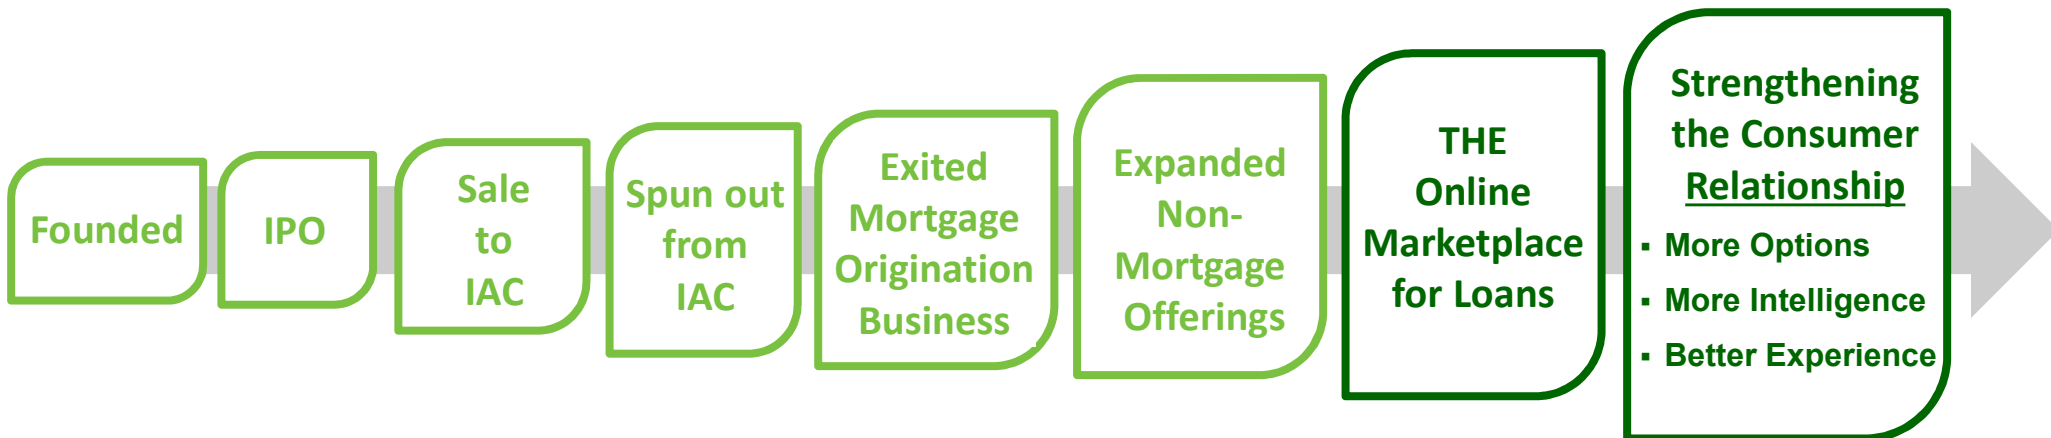 Founded
IPO
Sale
to
IAC
Spun out
from
IAC
Exited
Mortgage
Origination
Business
Expanded
Non-
Mortgage
Offerings
THE
Online
Marketplace
for Loans
Strengthening
the Consumer
Relationship
▪ More Options
▪ More Intelligence
▪ Better Experience